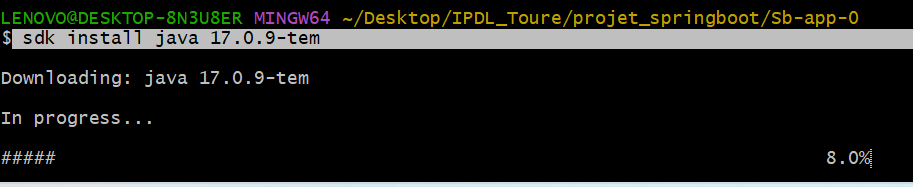 LENOVO@DESKTOP-8N3U8ER MINGW64 ~/Desktop/IPDL_Toure/projet_springboot/Sb-app-0
$ sdk install java 17.0.9-tem
Downloading: java 17.0.9-tem
In progress...
##### 8.0%